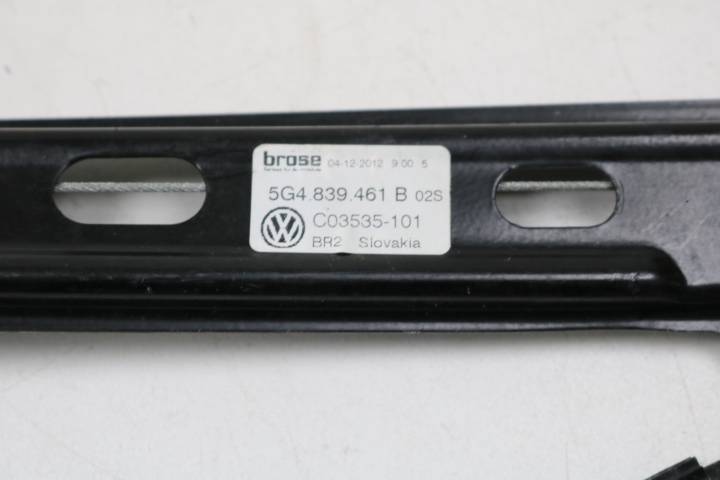 brose 04-12-2012 9:00 5
5G4.839.461 B 02S
C03535-101
BR2 Slovakia